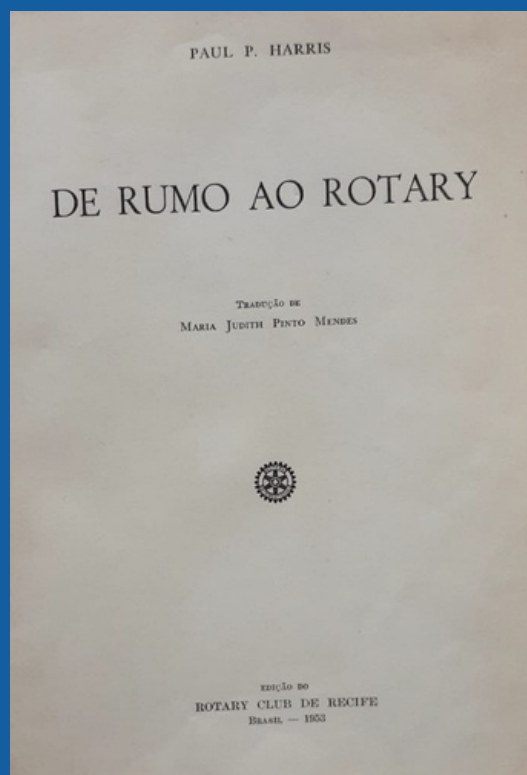 PAUL P. HARRIS
DE RUMO AO ROTARY
TRADUÇÃO DE
MARIA JUDITH PINTO MENDES
EDIÇÃO DO
ROTARY CLUB DE RECIFE
BRASIL — 1953